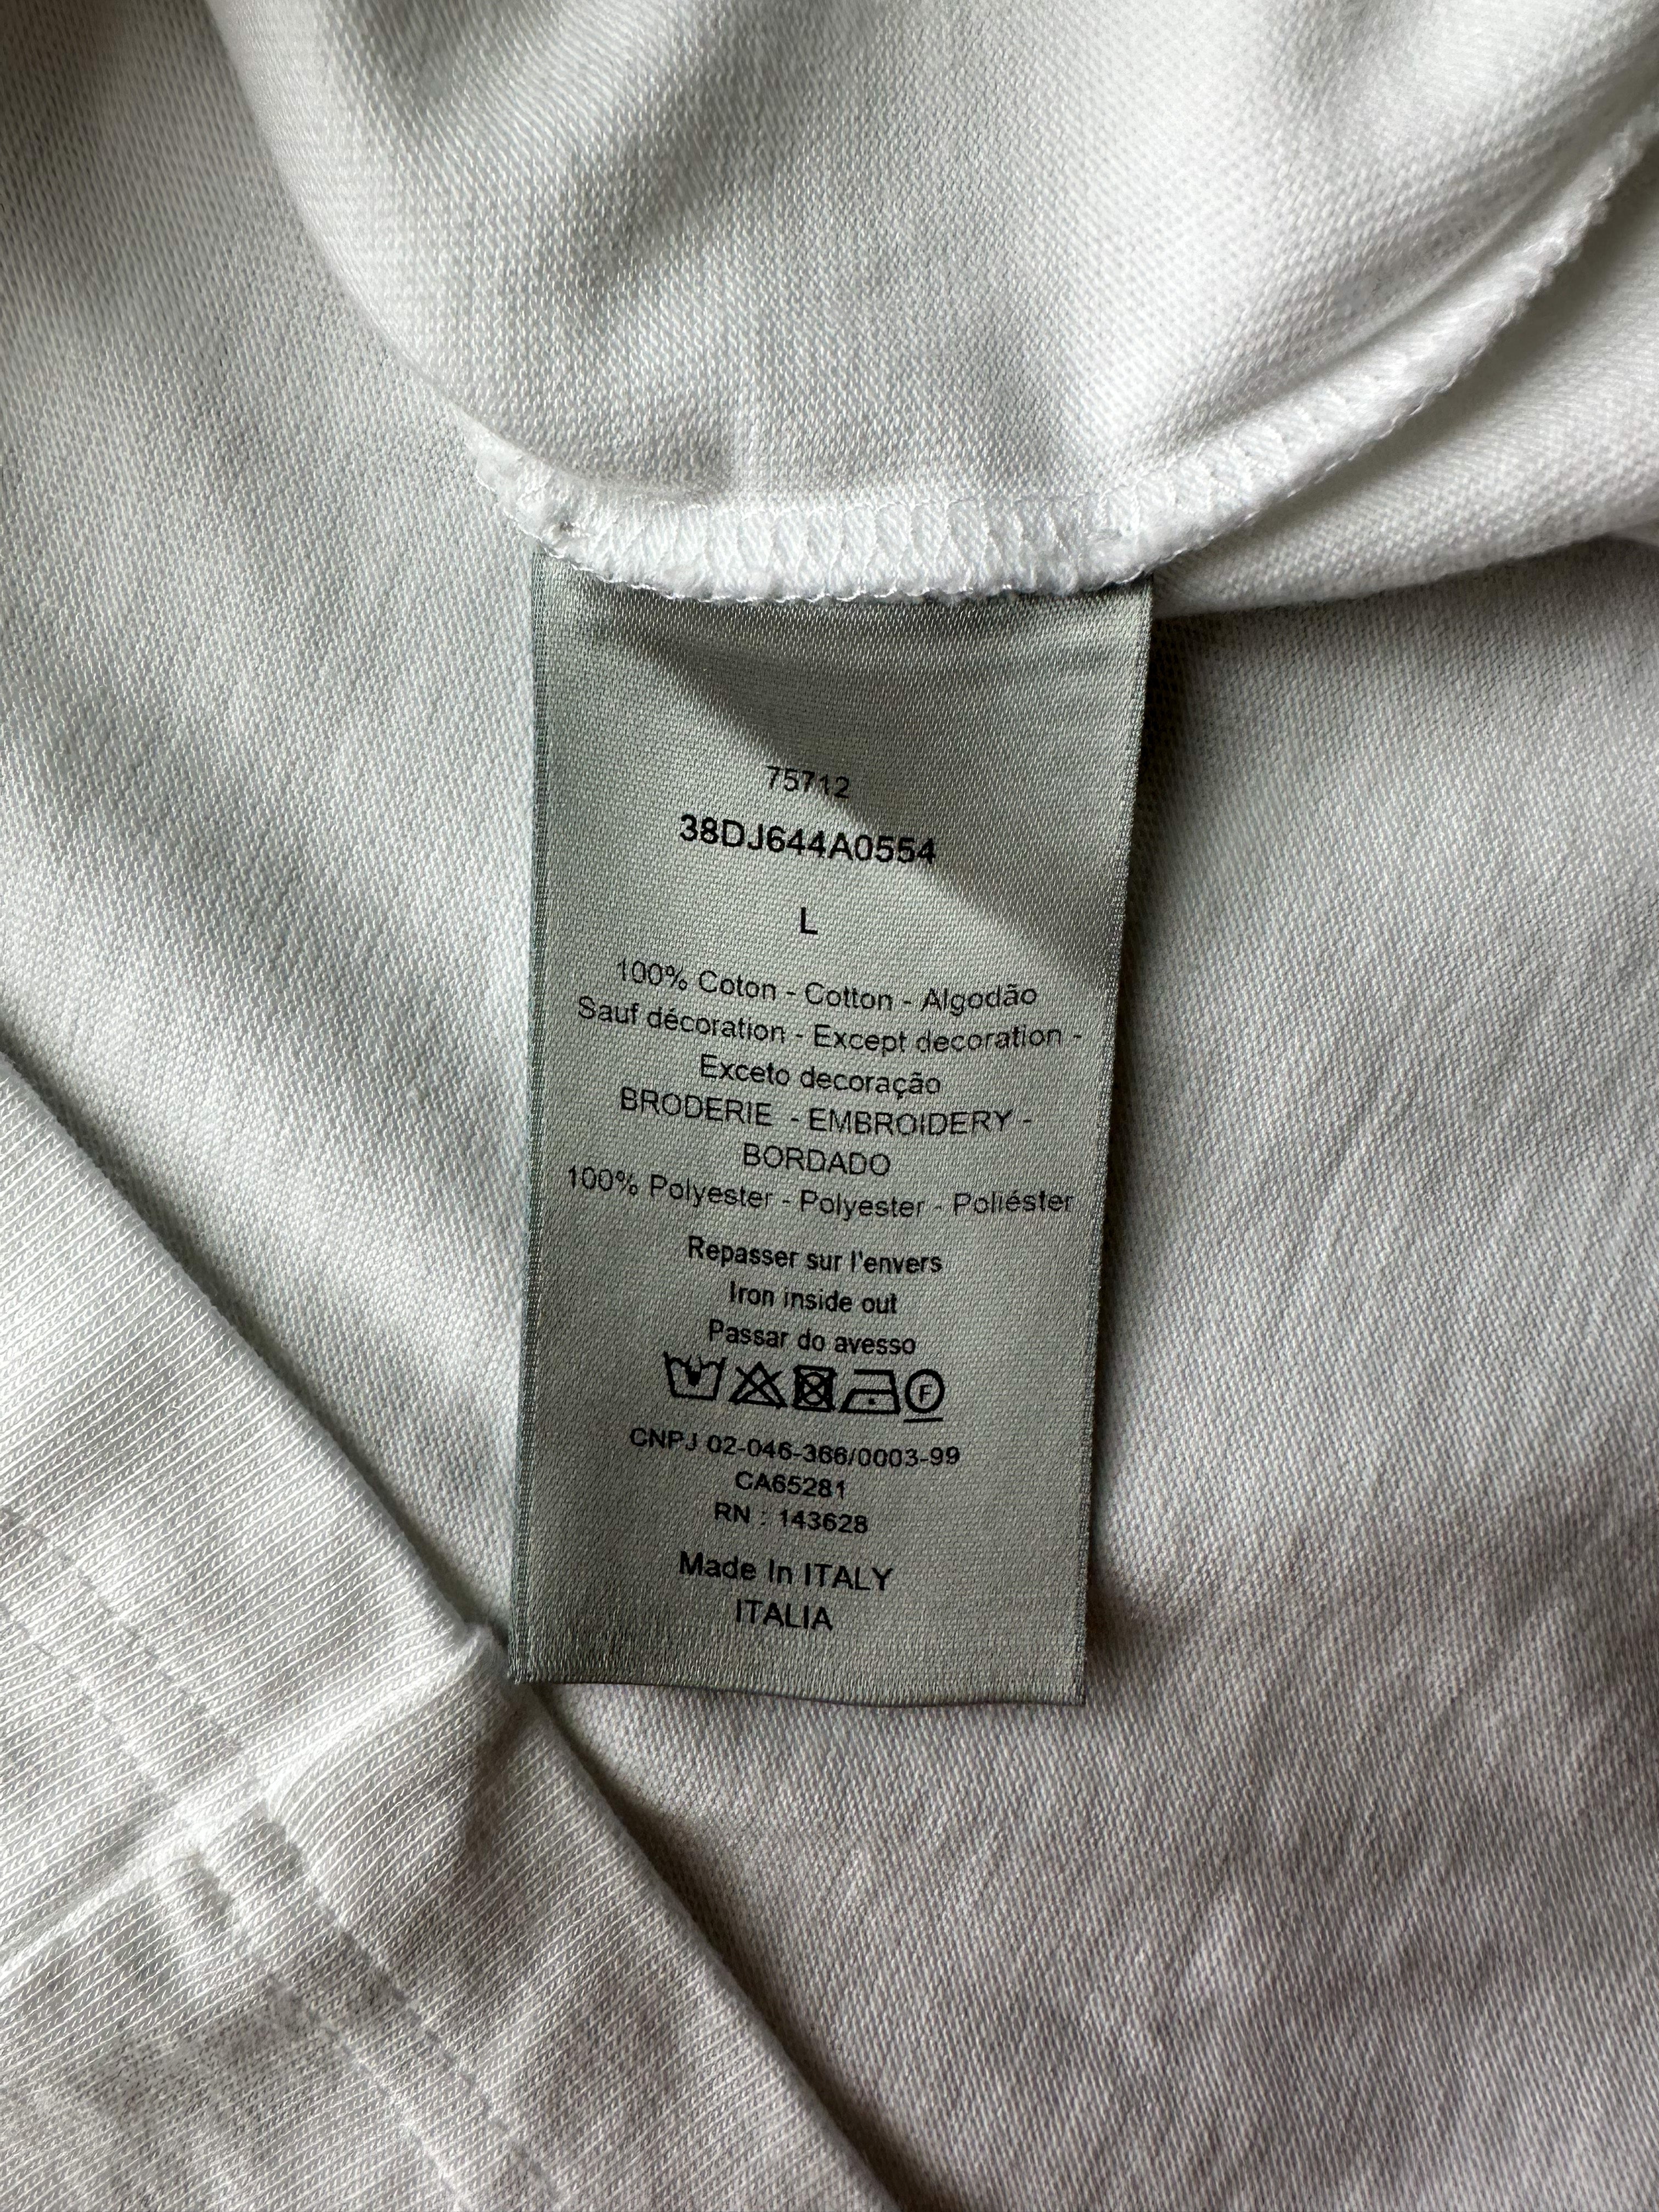 75712
38DJ644A0554
L
100% Coton - Cotton - Algodão
Sauf décoration - Except decoration -
Exceto decoração
BRODERIE - EMBROIDERY -
BORDADO
100% Polyester - Polyester - Poliéster
Repasser sur l'envers
Iron inside out
Passar do avesso
F
CNPJ 02-046-366/0003-99
CA65281
RN : 143628
Made In ITALY
ITALIA